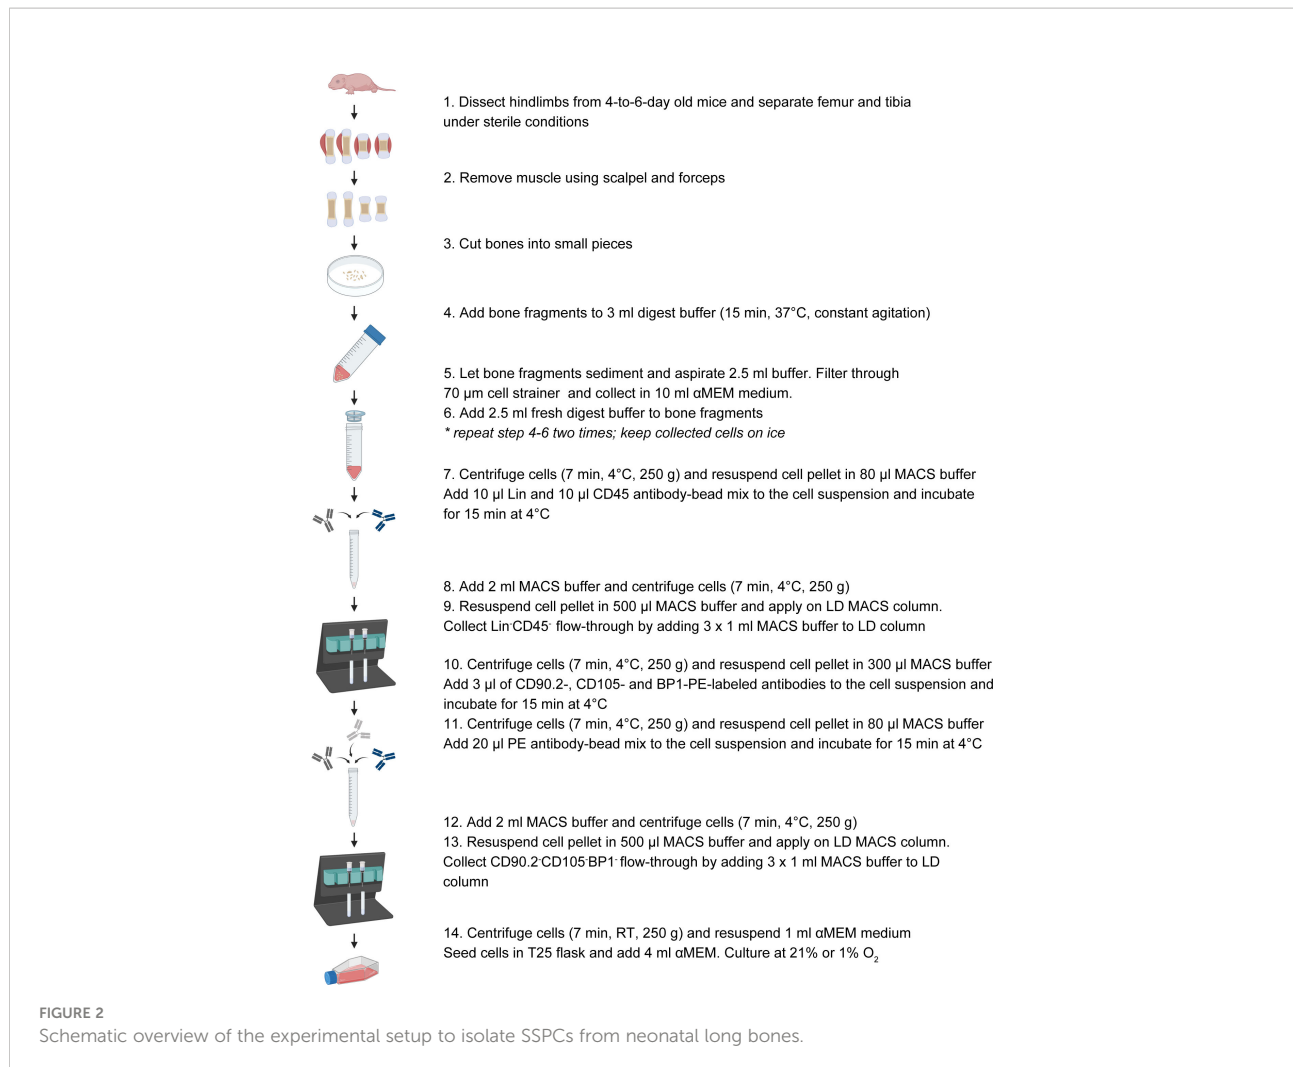 1. Dissect hindlimbs from 4-to-6-day old mice and separate femur and tibia
under sterile conditions
2. Remove muscle using scalpel and forceps
3. Cut bones into small pieces
4. Add bone fragments to 3 ml digest buffer (15 min, 37°C, constant agitation)
5. Let bone fragments sediment and aspirate 2.5 ml buffer. Filter through
70 µm cell strainer and collect in 10 ml αMEM medium.
6. Add 2.5 ml fresh digest buffer to bone fragments
* repeat step 4-6 two times; keep collected cells on ice
7. Centrifuge cells (7 min, 4°C, 250 g) and resuspend cell pellet in 80 µl MACS buffer
Add 10 µl Lin and 10 µl CD45 antibody-bead mix to the cell suspension and incubate
for 15 min at 4°C
8. Add 2 ml MACS buffer and centrifuge cells (7 min, 4°C, 250 g)
9. Resuspend cell pellet in 500 µl MACS buffer and apply on LD MACS column.
Collect Lin⁻CD45⁻ flow-through by adding 3 x 1 ml MACS buffer to LD column
10. Centrifuge cells (7 min, 4°C, 250 g) and resuspend cell pellet in 300 µl MACS buffer
Add 3 µl of CD90.2-, CD105- and BP1-PE-labeled antibodies to the cell suspension and
incubate for 15 min at 4°C
11. Centrifuge cells (7 min, 4°C, 250 g) and resuspend cell pellet in 80 µl MACS buffer
Add 20 µl PE antibody-bead mix to the cell suspension and incubate for 15 min at 4°C
12. Add 2 ml MACS buffer and centrifuge cells (7 min, 4°C, 250 g)
13. Resuspend cell pellet in 500 µl MACS buffer and apply on LD MACS column.
Collect CD90.2⁻CD105⁻BP1⁻ flow-through by adding 3 x 1 ml MACS buffer to LD
column
14. Centrifuge cells (7 min, RT, 250 g) and resuspend 1 ml αMEM medium
Seed cells in T25 flask and add 4 ml αMEM. Culture at 21% or 1% O₂
FIGURE 2
Schematic overview of the experimental setup to isolate SSPCs from neonatal long bones.